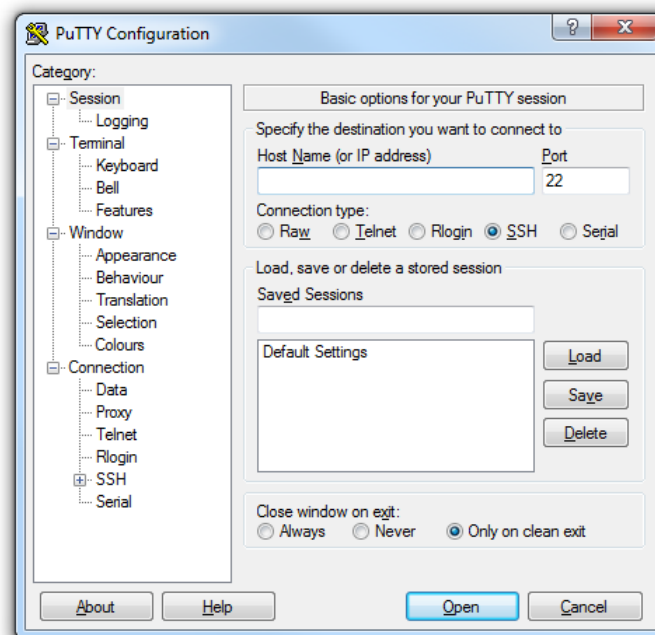 PuTTY Configuration
Category:
Session
Logging
Terminal
Keyboard
Bell
Features
Window
Appearance
Behaviour
Translation
Selection
Colours
Connection
Data
Proxy
Telnet
Rlogin
SSH
Serial
Basic options for your PuTTY session
Specify the destination you want to connect to
Host Name (or IP address) Port
22
Connection type:
Raw Telnet Rlogin SSH Serial
Load, save or delete a stored session
Saved Sessions
Default Settings
Load
Save
Delete
Close window on exit:
Always Never Only on clean exit
About Help Open Cancel